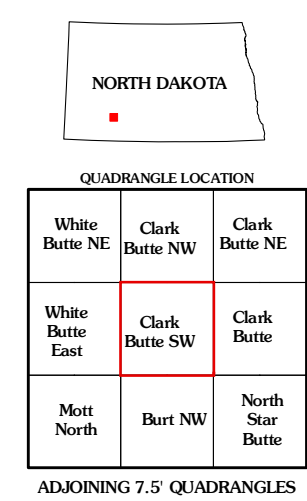 NORTH DAKOTA
QUADRANGLE LOCATION
White
Butte NE
Clark
Butte NW
Clark
Butte NE
White
Butte
East
Clark
Butte SW
Clark
Butte
Mott
North
Burt NW
North
Star
Butte
ADJOINING 7.5' QUADRANGLES